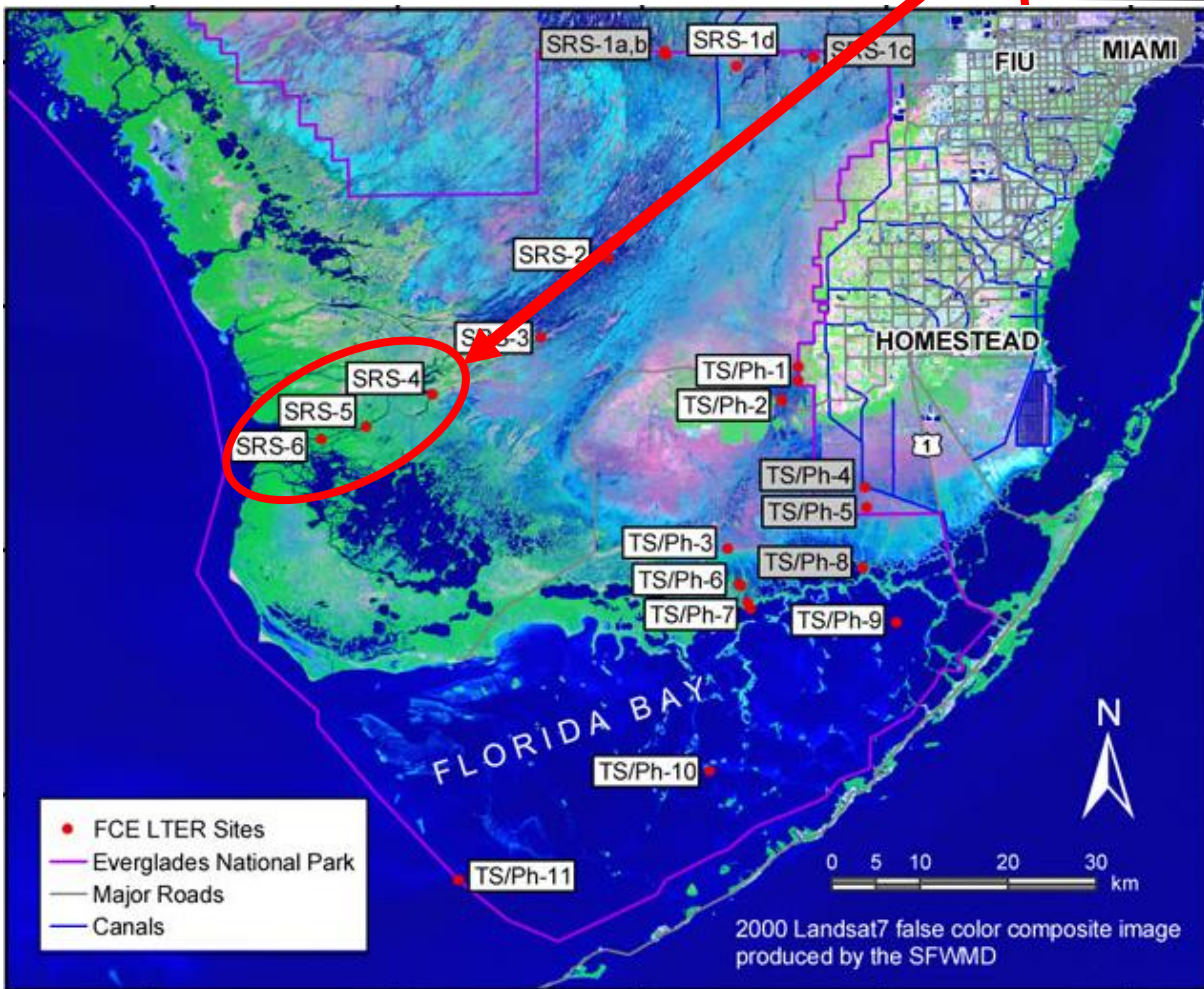 SRS-1a,b
SRS-1d
SRS-1c
FIU
MIAMI
SRS-2
SRS-3
HOMESTEAD
SRS-4
TS/Ph-1
TS/Ph-2
SRS-5
SRS-6
1
TS/Ph-4
TS/Ph-5
TS/Ph-3
TS/Ph-8
TS/Ph-6
TS/Ph-7
TS/Ph-9
FLORIDA BAY
TS/Ph-10
N
TS/Ph-11
FCE LTER Sites
Everglades National Park
Major Roads
Canals
0 5 10 20 30
km
2000 Landsat7 false color composite image
produced by the SFWMD